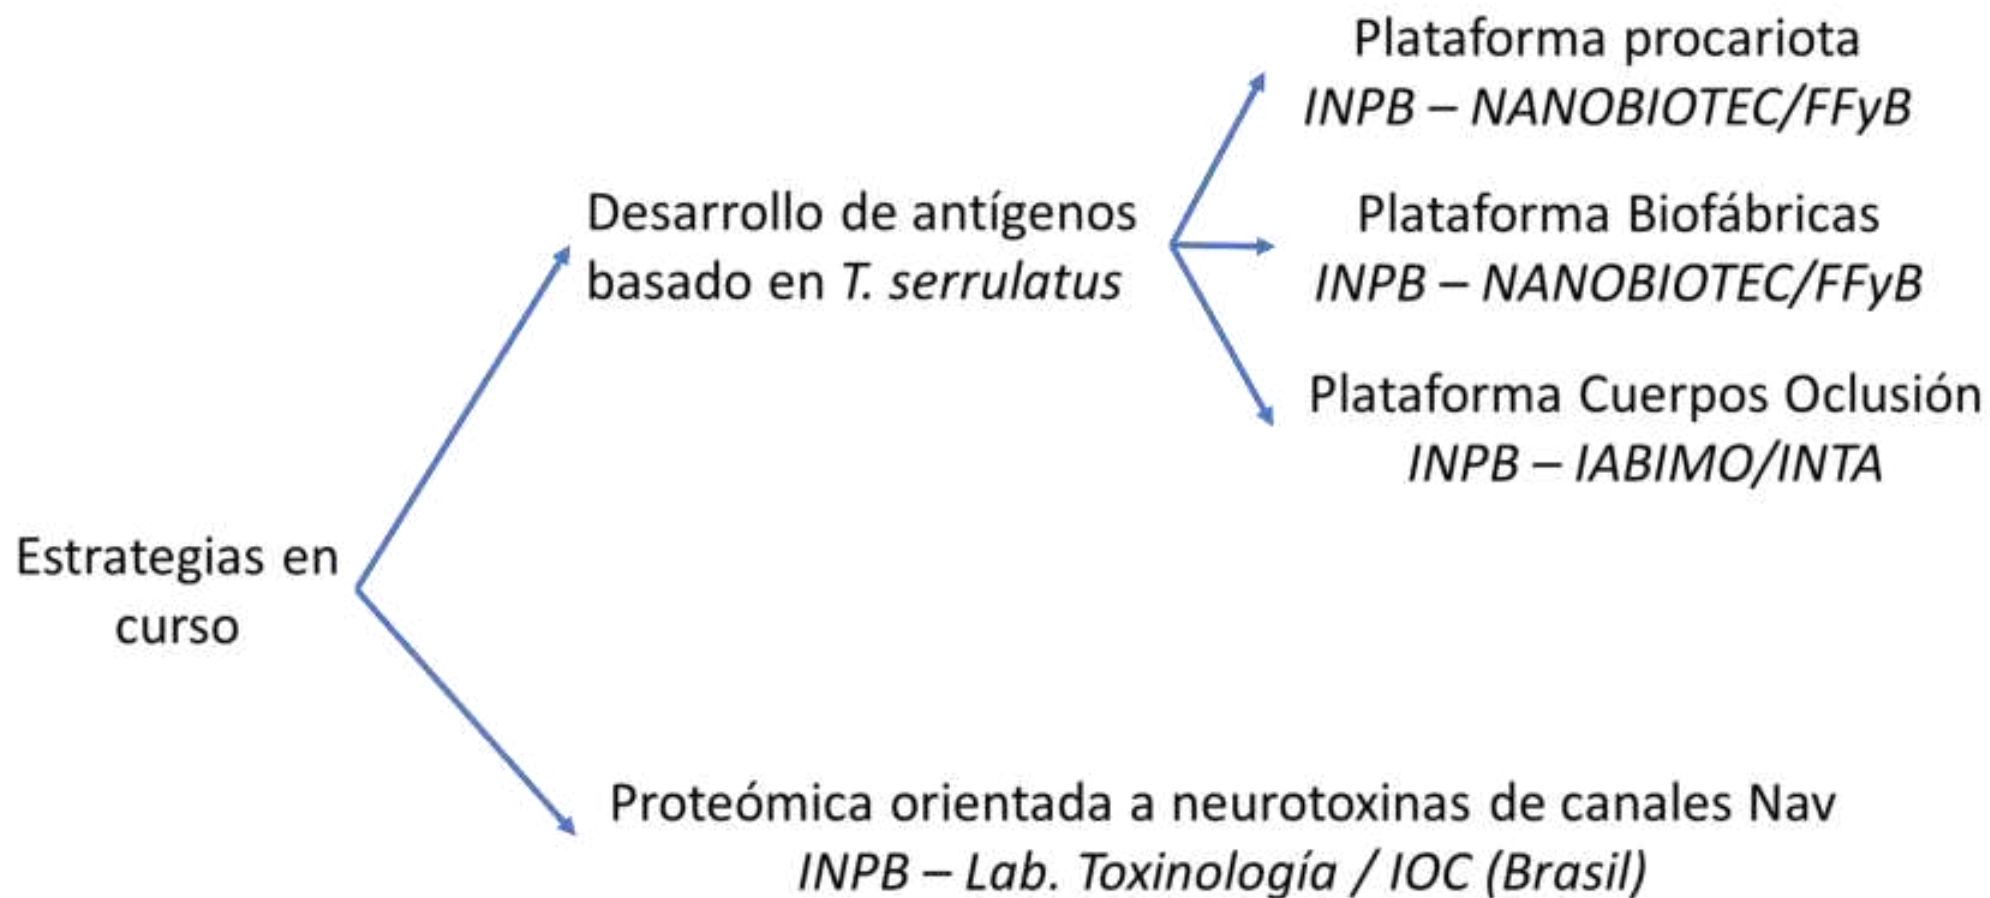 Estrategias en
curso
Desarrollo de antígenos
basado en T. serrulatus
Plataforma procariota
INPB – NANOBIOTEC/FFyB
Plataforma Biofábricas
INPB – NANOBIOTEC/FFyB
Plataforma Cuerpos Oclusión
INPB – IABIMO/INTA
Proteómica orientada a neurotoxinas de canales Nav
INPB – Lab. Toxinología / IOC (Brasil)